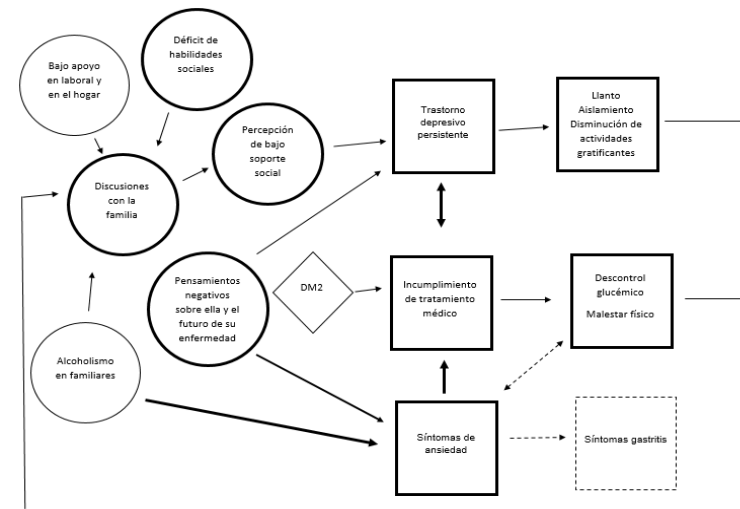 Bajo apoyo
en laboral y
en el hogar
Déficit de
habilidades
sociales
Percepción
de bajo
soporte
social
Trastorno
depresivo
persistente
Llanto
Aislamiento
Disminución de
actividades
gratificantes
Discusiones
con la
familia
Pensamientos
negativos
sobre ella y el
futuro de su
enfermedad
DM2
Incumplimiento
de tratamiento
médico
Descontrol
glucémico
Malestar físico
Alcoholismo
en familiares
Síntomas de
ansiedad
Síntomas gastritis